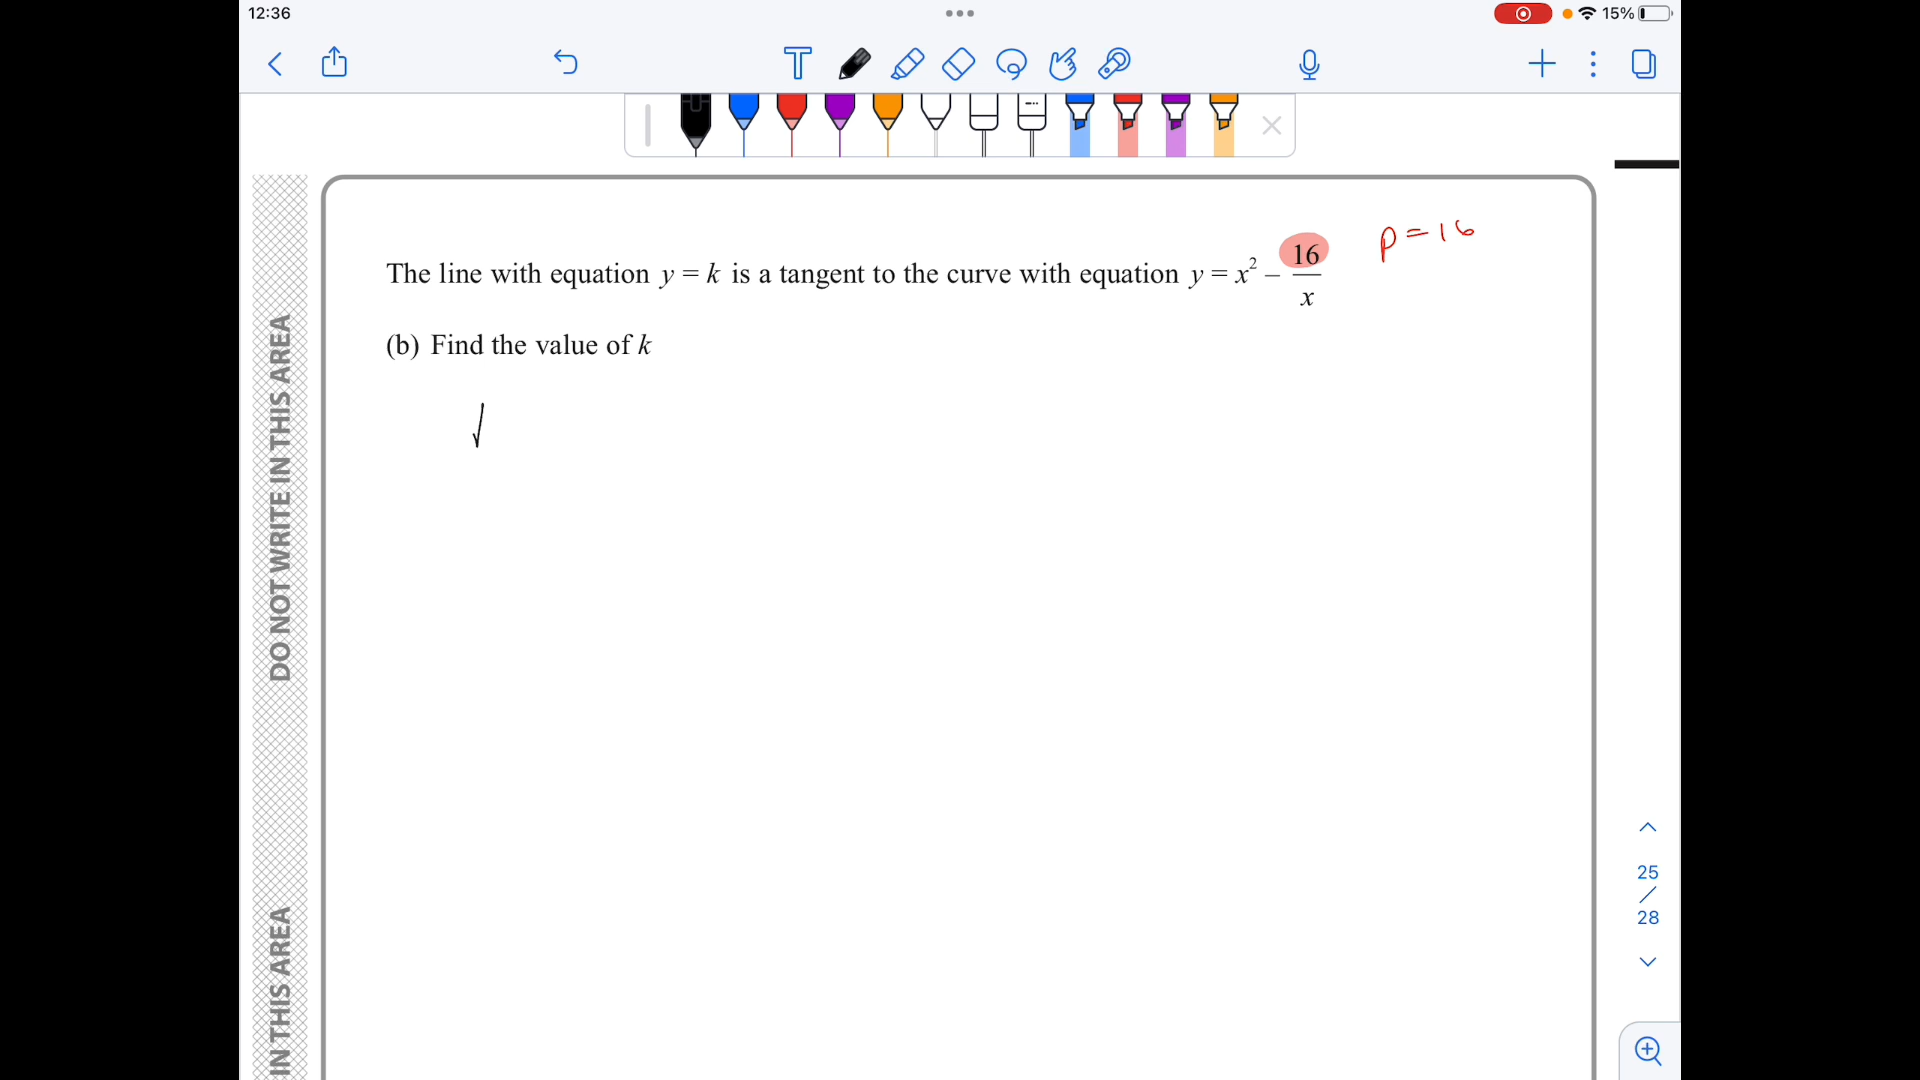 12:36
15%
p = 16
The line with equation y = k is a tangent to the curve with equation y = x² – 16/x
(b) Find the value of k
√
DO NOT WRITE IN THIS AREA
IN THIS AREA
25
/
28